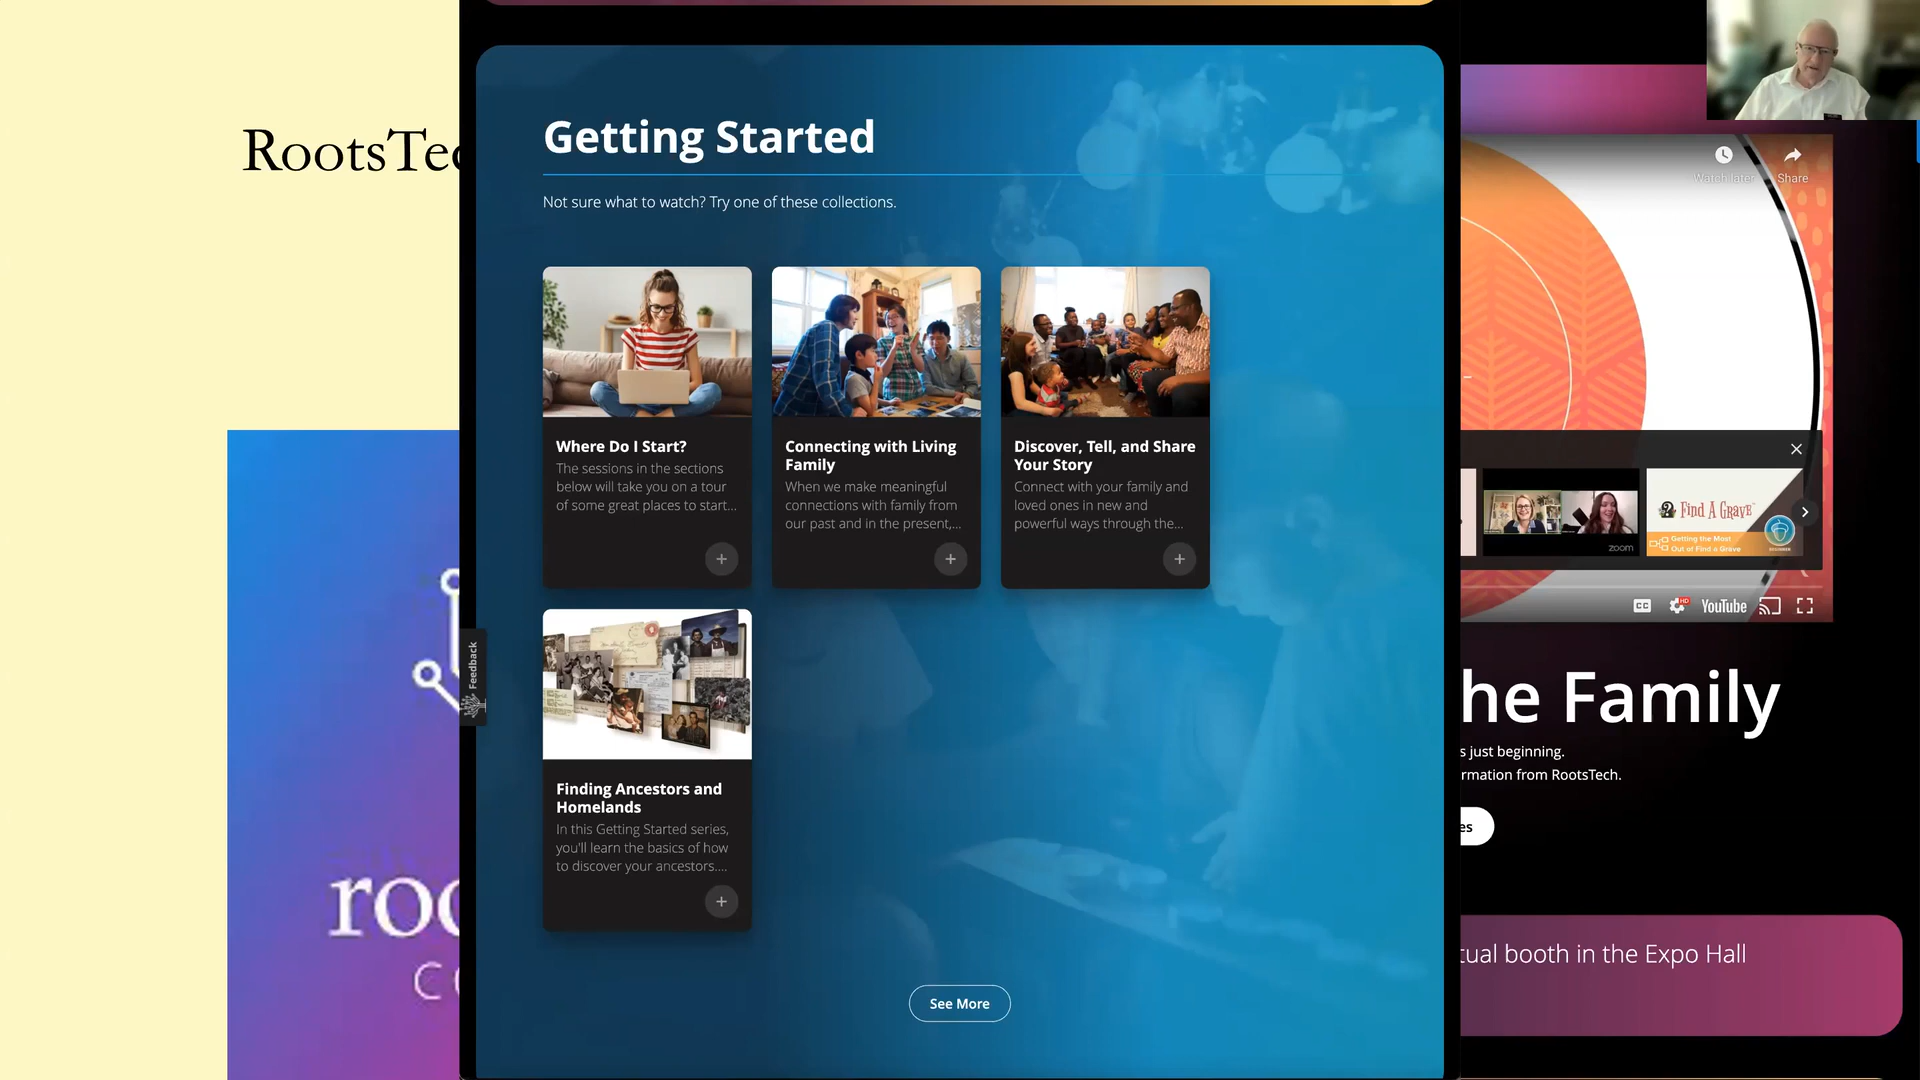 RootsTec
roo
Getting Started
Not sure what to watch? Try one of these collections.
Where Do I Start?
The sessions in the sections
below will take you on a tour
of some great places to start...
Connecting with Living
Family
When we make meaningful
connections with family from
our past and in the present,...
Discover, Tell, and Share
Your Story
Connect with your family and
loved ones in new and
powerful ways through the...
Finding Ancestors and
Homelands
In this Getting Started series,
you'll learn the basics of how
to discover your ancestors....
See More
Feedback
Watch later
Share
zoom
Find A Grave
Getting the Most
Out of Find a Grave
CC
HD
YouTube
he Family
s just beginning.
rmation from RootsTech.
es
tual booth in the Expo Hall